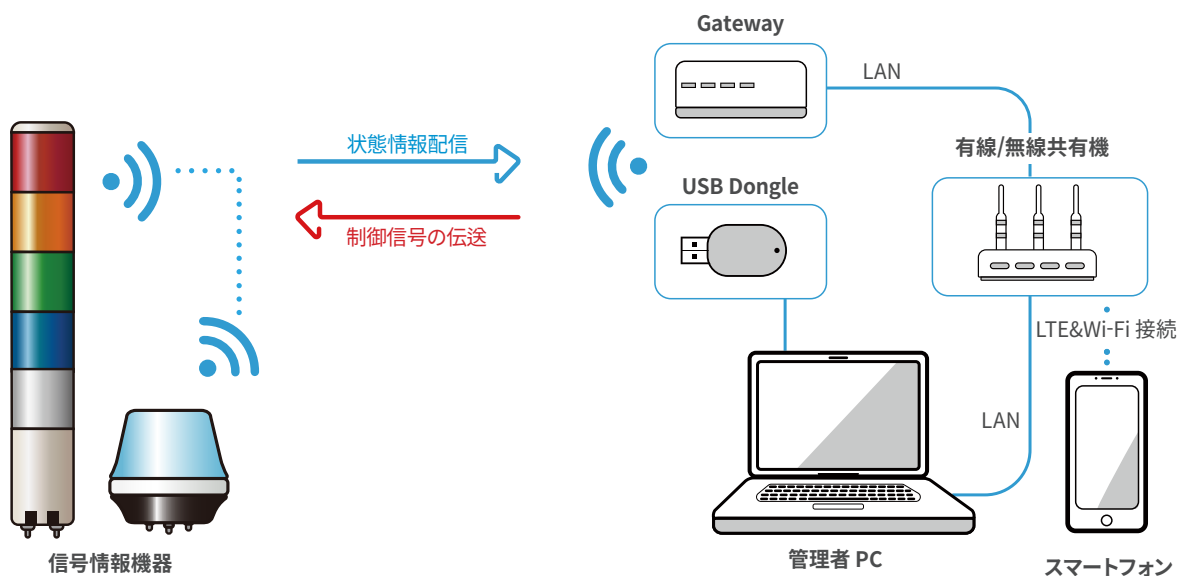 Gateway
LAN
状態情報配信
有線/無線共有機
USB Dongle
制御信号の伝送
LTE&Wi-Fi 接続
LAN
信号情報機器
管理者 PC
スマートフォン